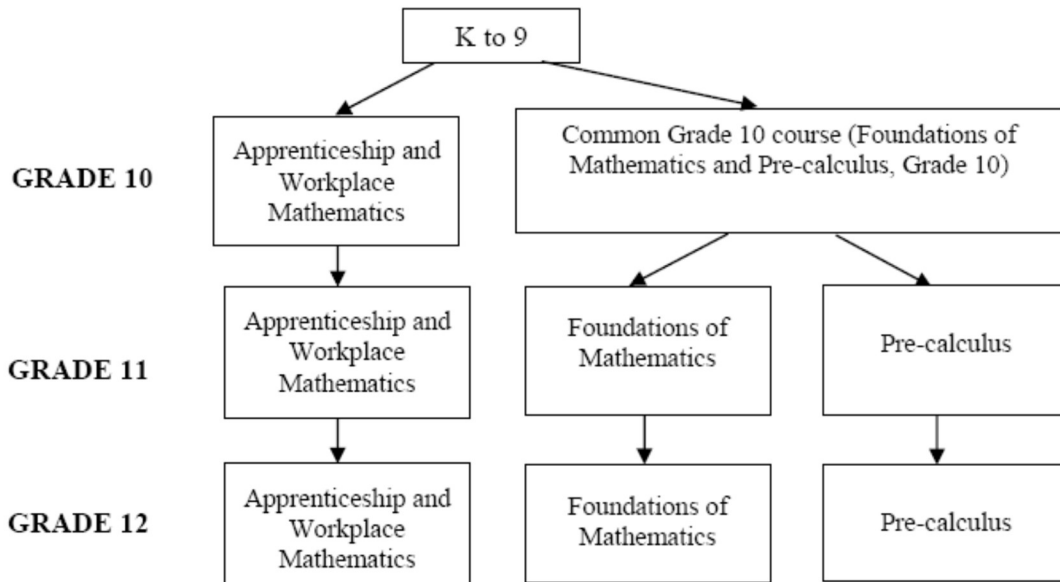 K to 9
GRADE 10
Apprenticeship and
Workplace
Mathematics
Common Grade 10 course (Foundations of
Mathematics and Pre-calculus, Grade 10)
GRADE 11
Apprenticeship and
Workplace
Mathematics
Foundations of
Mathematics
Pre-calculus
GRADE 12
Apprenticeship and
Workplace
Mathematics
Foundations of
Mathematics
Pre-calculus